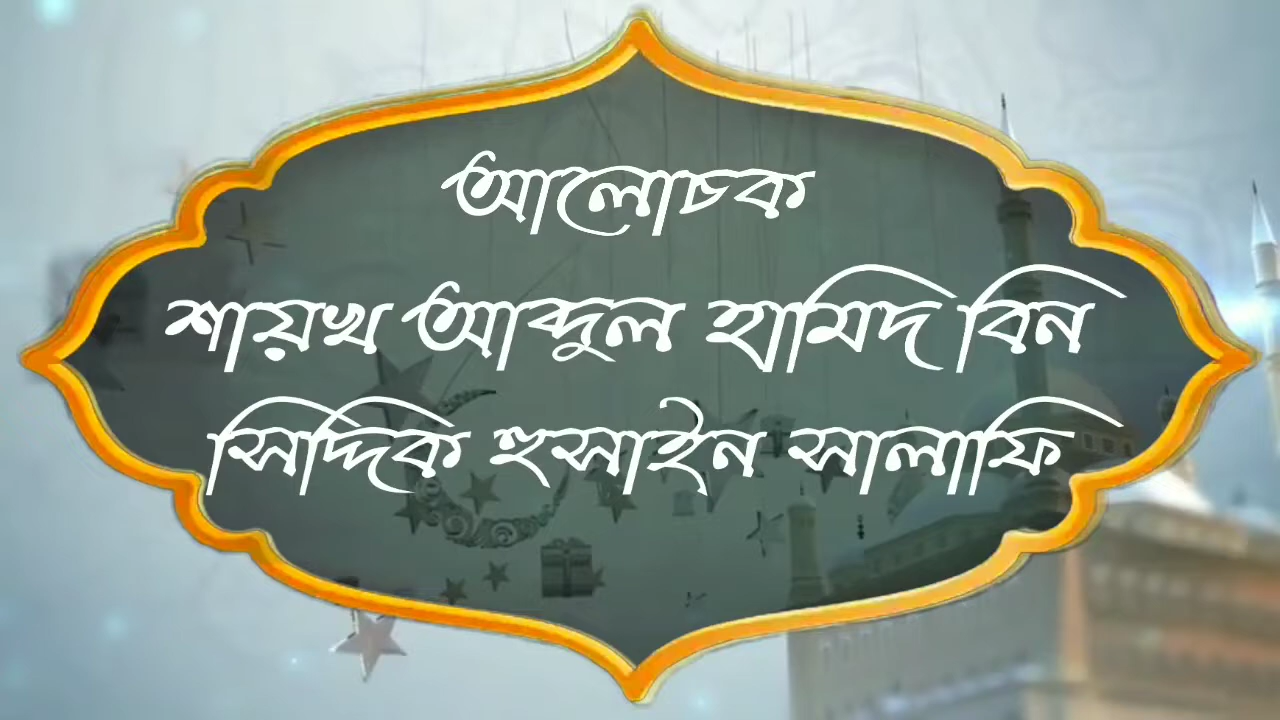 আলোচক
শায়খ আব্দুল হামিদ বিন
সিদ্দিক হুসাইন সালাফি